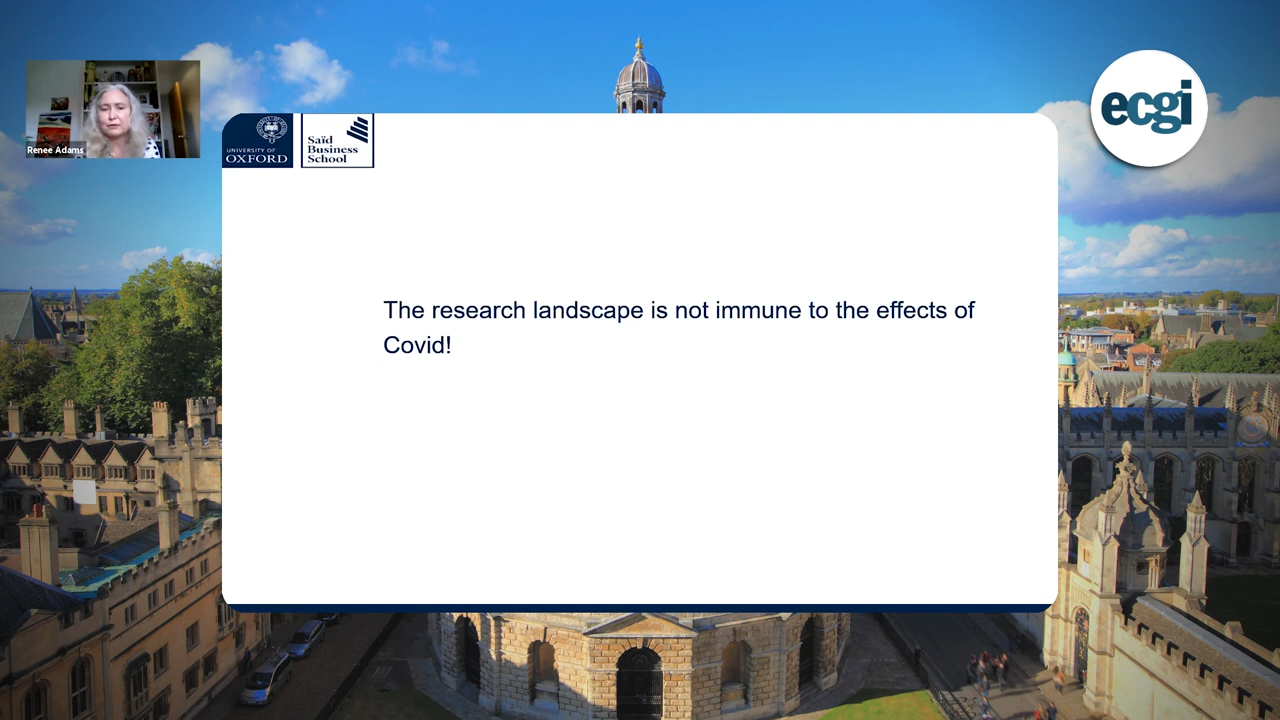 Renée Adams
ecgi
UNIVERSITY OF
OXFORD
Saïd
Business
School
The research landscape is not immune to the effects of
Covid!